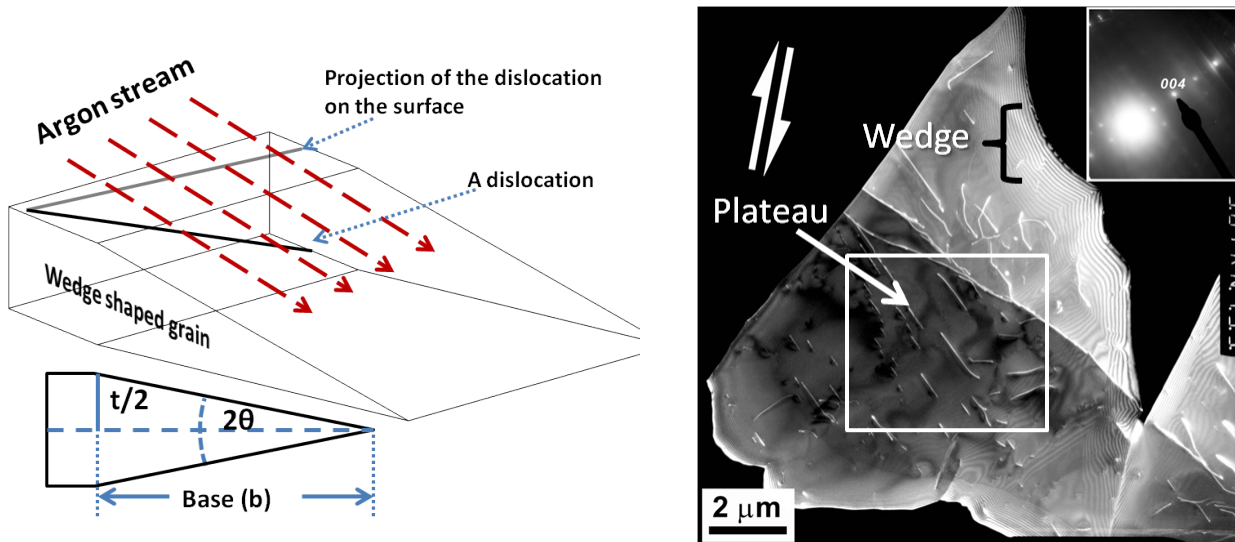 Argon stream
Projection of the dislocation
on the surface
A dislocation
Wedge shaped grain
t/2
2θ
Base (b)
004
Wedge
Plateau
2 μm